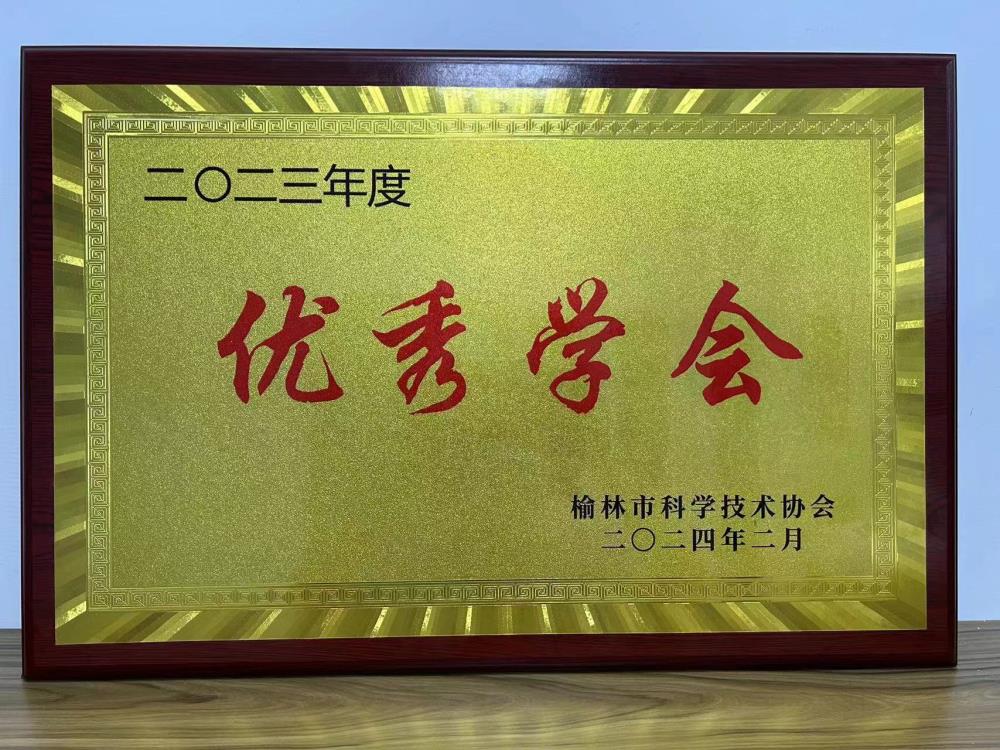 二〇二三年度
优秀学会
榆林市科学技术协会
二〇二四年二月